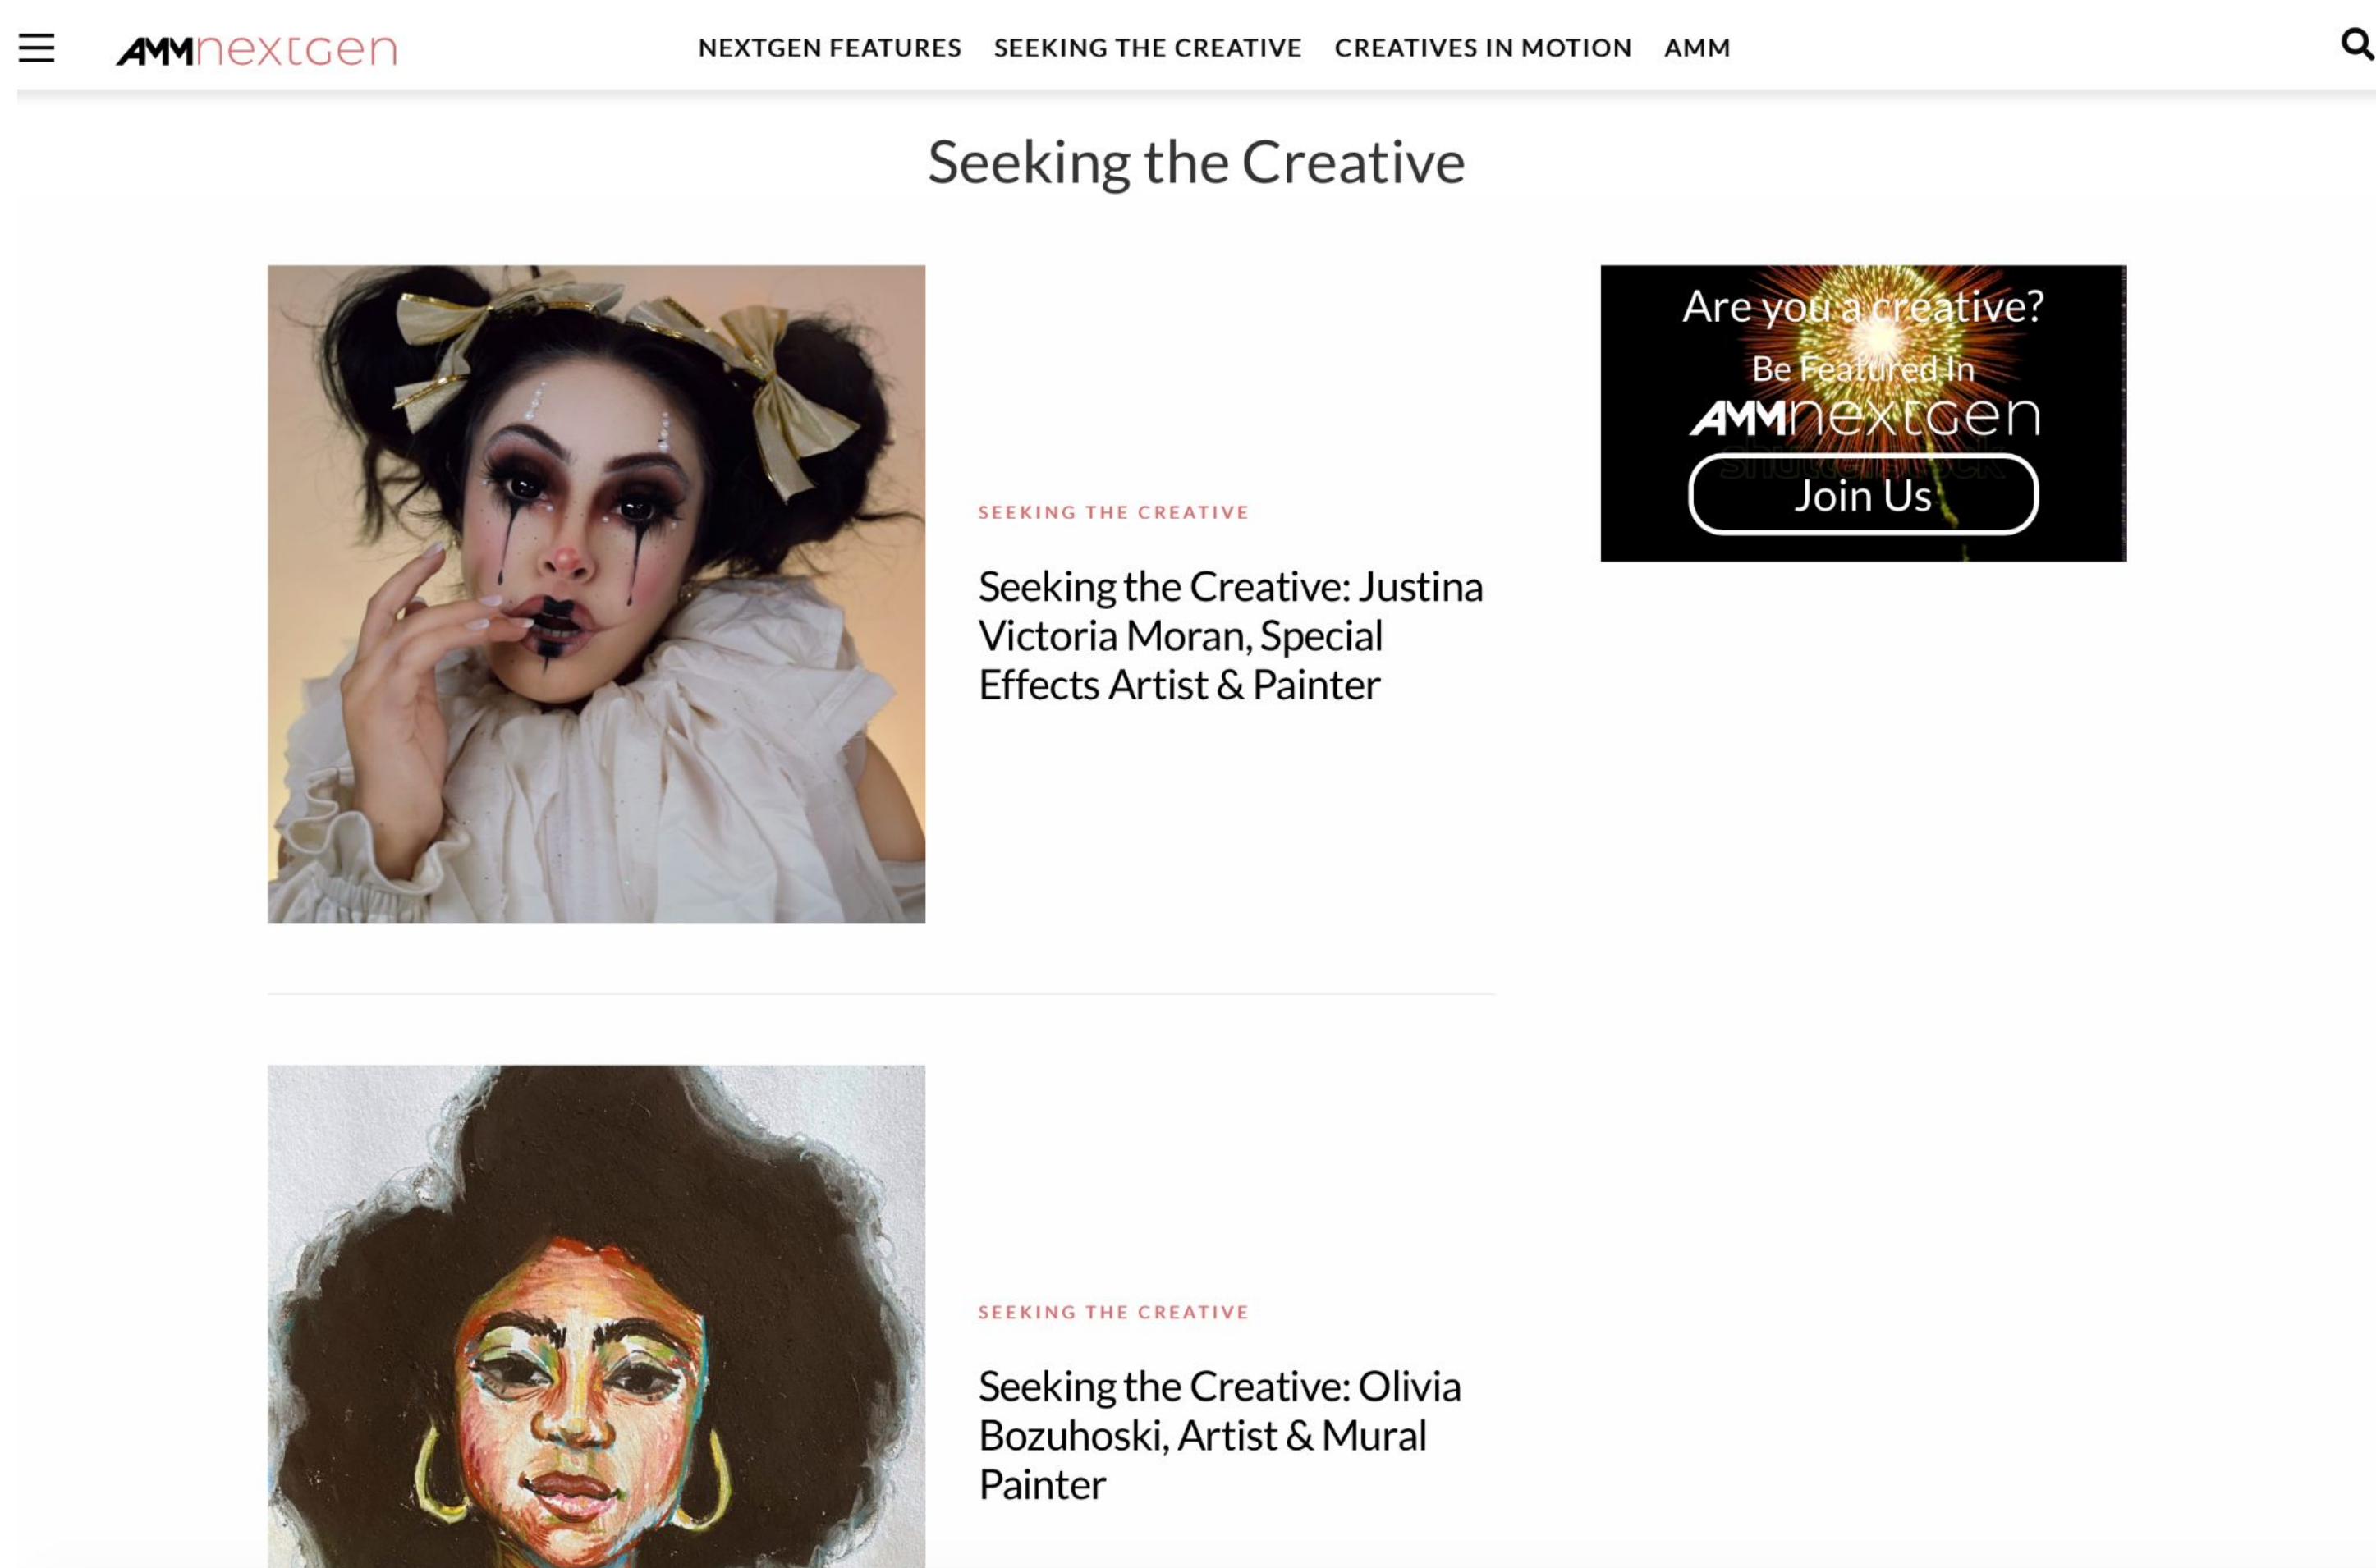 AMMnextGen
NEXTGEN FEATURES SEEKING THE CREATIVE CREATIVES IN MOTION AMM
Seeking the Creative
SEEKING THE CREATIVE
Seeking the Creative: Justina
Victoria Moran, Special
Effects Artist & Painter
Are you a creative?
Be Featured In
AMMnextGen
shutterstock
Join Us
SEEKING THE CREATIVE
Seeking the Creative: Olivia
Bozuhoski, Artist & Mural
Painter